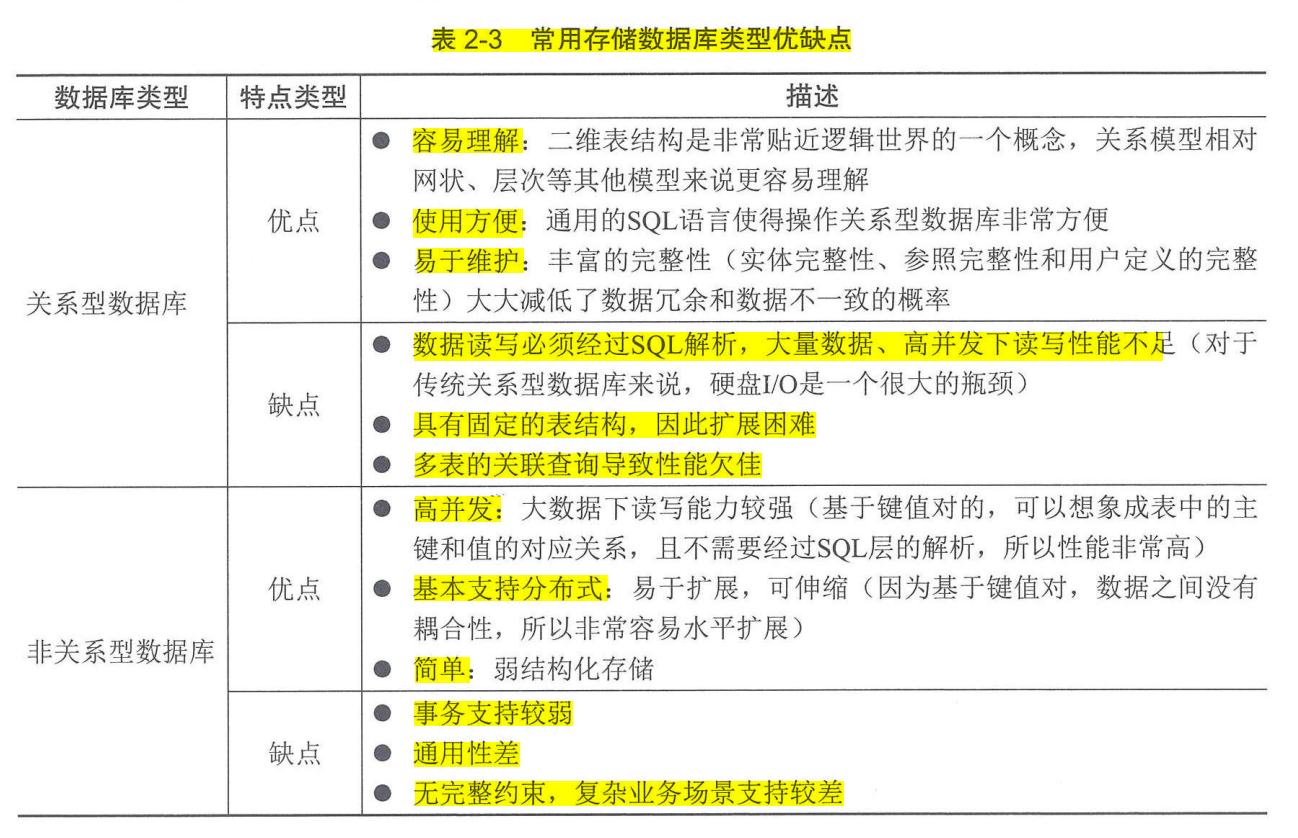 表 2-3 常用存储数据库类型优缺点
数据库类型 特点类型 描述
● 容易理解：二维表结构是非常贴近逻辑世界的一个概念，关系模型相对
网状、层次等其他模型来说更容易理解
优点
● 使用方便：通用的SQL语言使得操作关系型数据库非常方便
● 易于维护：丰富的完整性（实体完整性、参照完整性和用户定义的完整
性）大大减低了数据冗余和数据不一致的概率
关系型数据库
● 数据读写必须经过SQL解析，大量数据、高并发下读写性能不足（对于
传统关系型数据库来说，硬盘I/O是一个很大的瓶颈）
缺点
● 具有固定的表结构，因此扩展困难
● 多表的关联查询导致性能欠佳
● 高并发：大数据下读写能力较强（基于键值对的，可以想象成表中的主
键和值的对应关系，且不需要经过SQL层的解析，所以性能非常高）
优点
● 基本支持分布式：易于扩展，可伸缩（因为基于键值对，数据之间没有
耦合性，所以非常容易水平扩展）
非关系型数据库
● 简单：弱结构化存储
● 事务支持较弱
缺点
● 通用性差
● 无完整约束，复杂业务场景支持较差